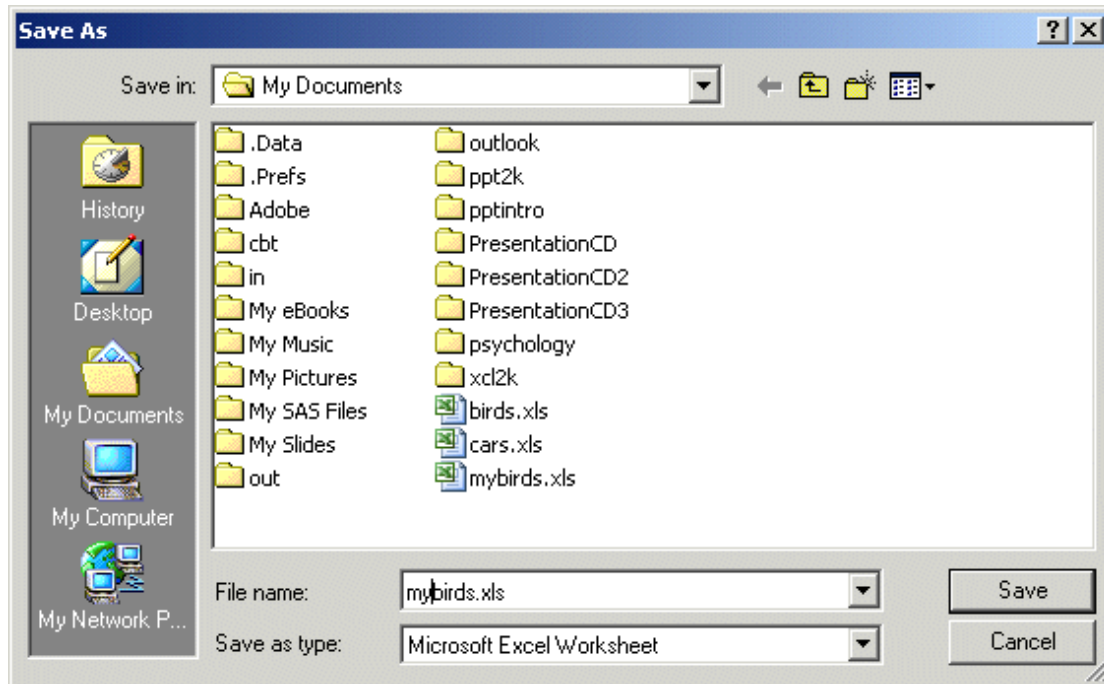 Save As
Save in:
My Documents
History
Desktop
My Documents
My Computer
My Network P...
.Data
.Prefs
Adobe
cbt
in
My eBooks
My Music
My Pictures
My SAS Files
My Slides
out
outlook
ppt2k
pptintro
PresentationCD
PresentationCD2
PresentationCD3
psychology
xcl2k
birds.xls
cars.xls
mybirds.xls
File name:
mybirds.xls
Save
Save as type:
Microsoft Excel Worksheet
Cancel